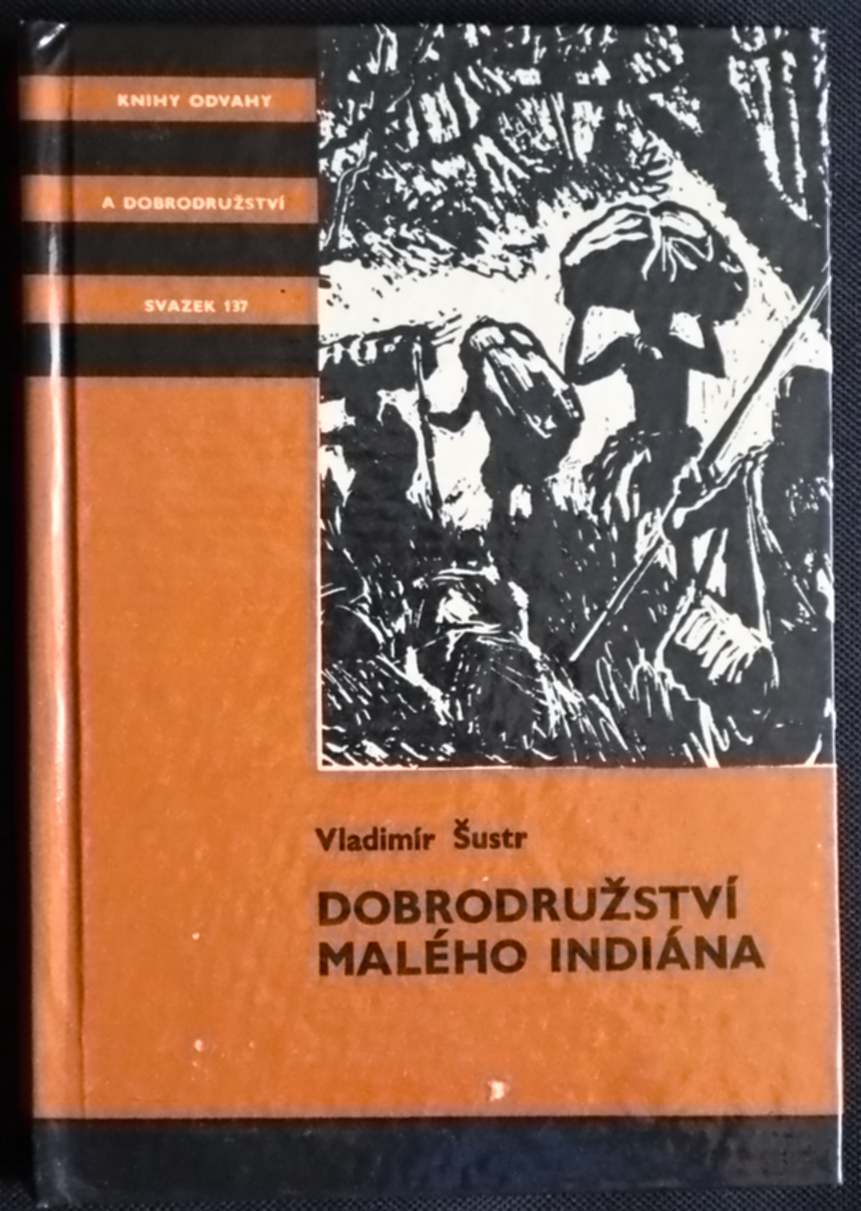 KNIHY ODVAHY
A DOBRODRUŽSTVÍ
SVAZEK 137
Vladimír Šustr
DOBRODRUŽSTVÍ
MALÉHO INDIÁNA